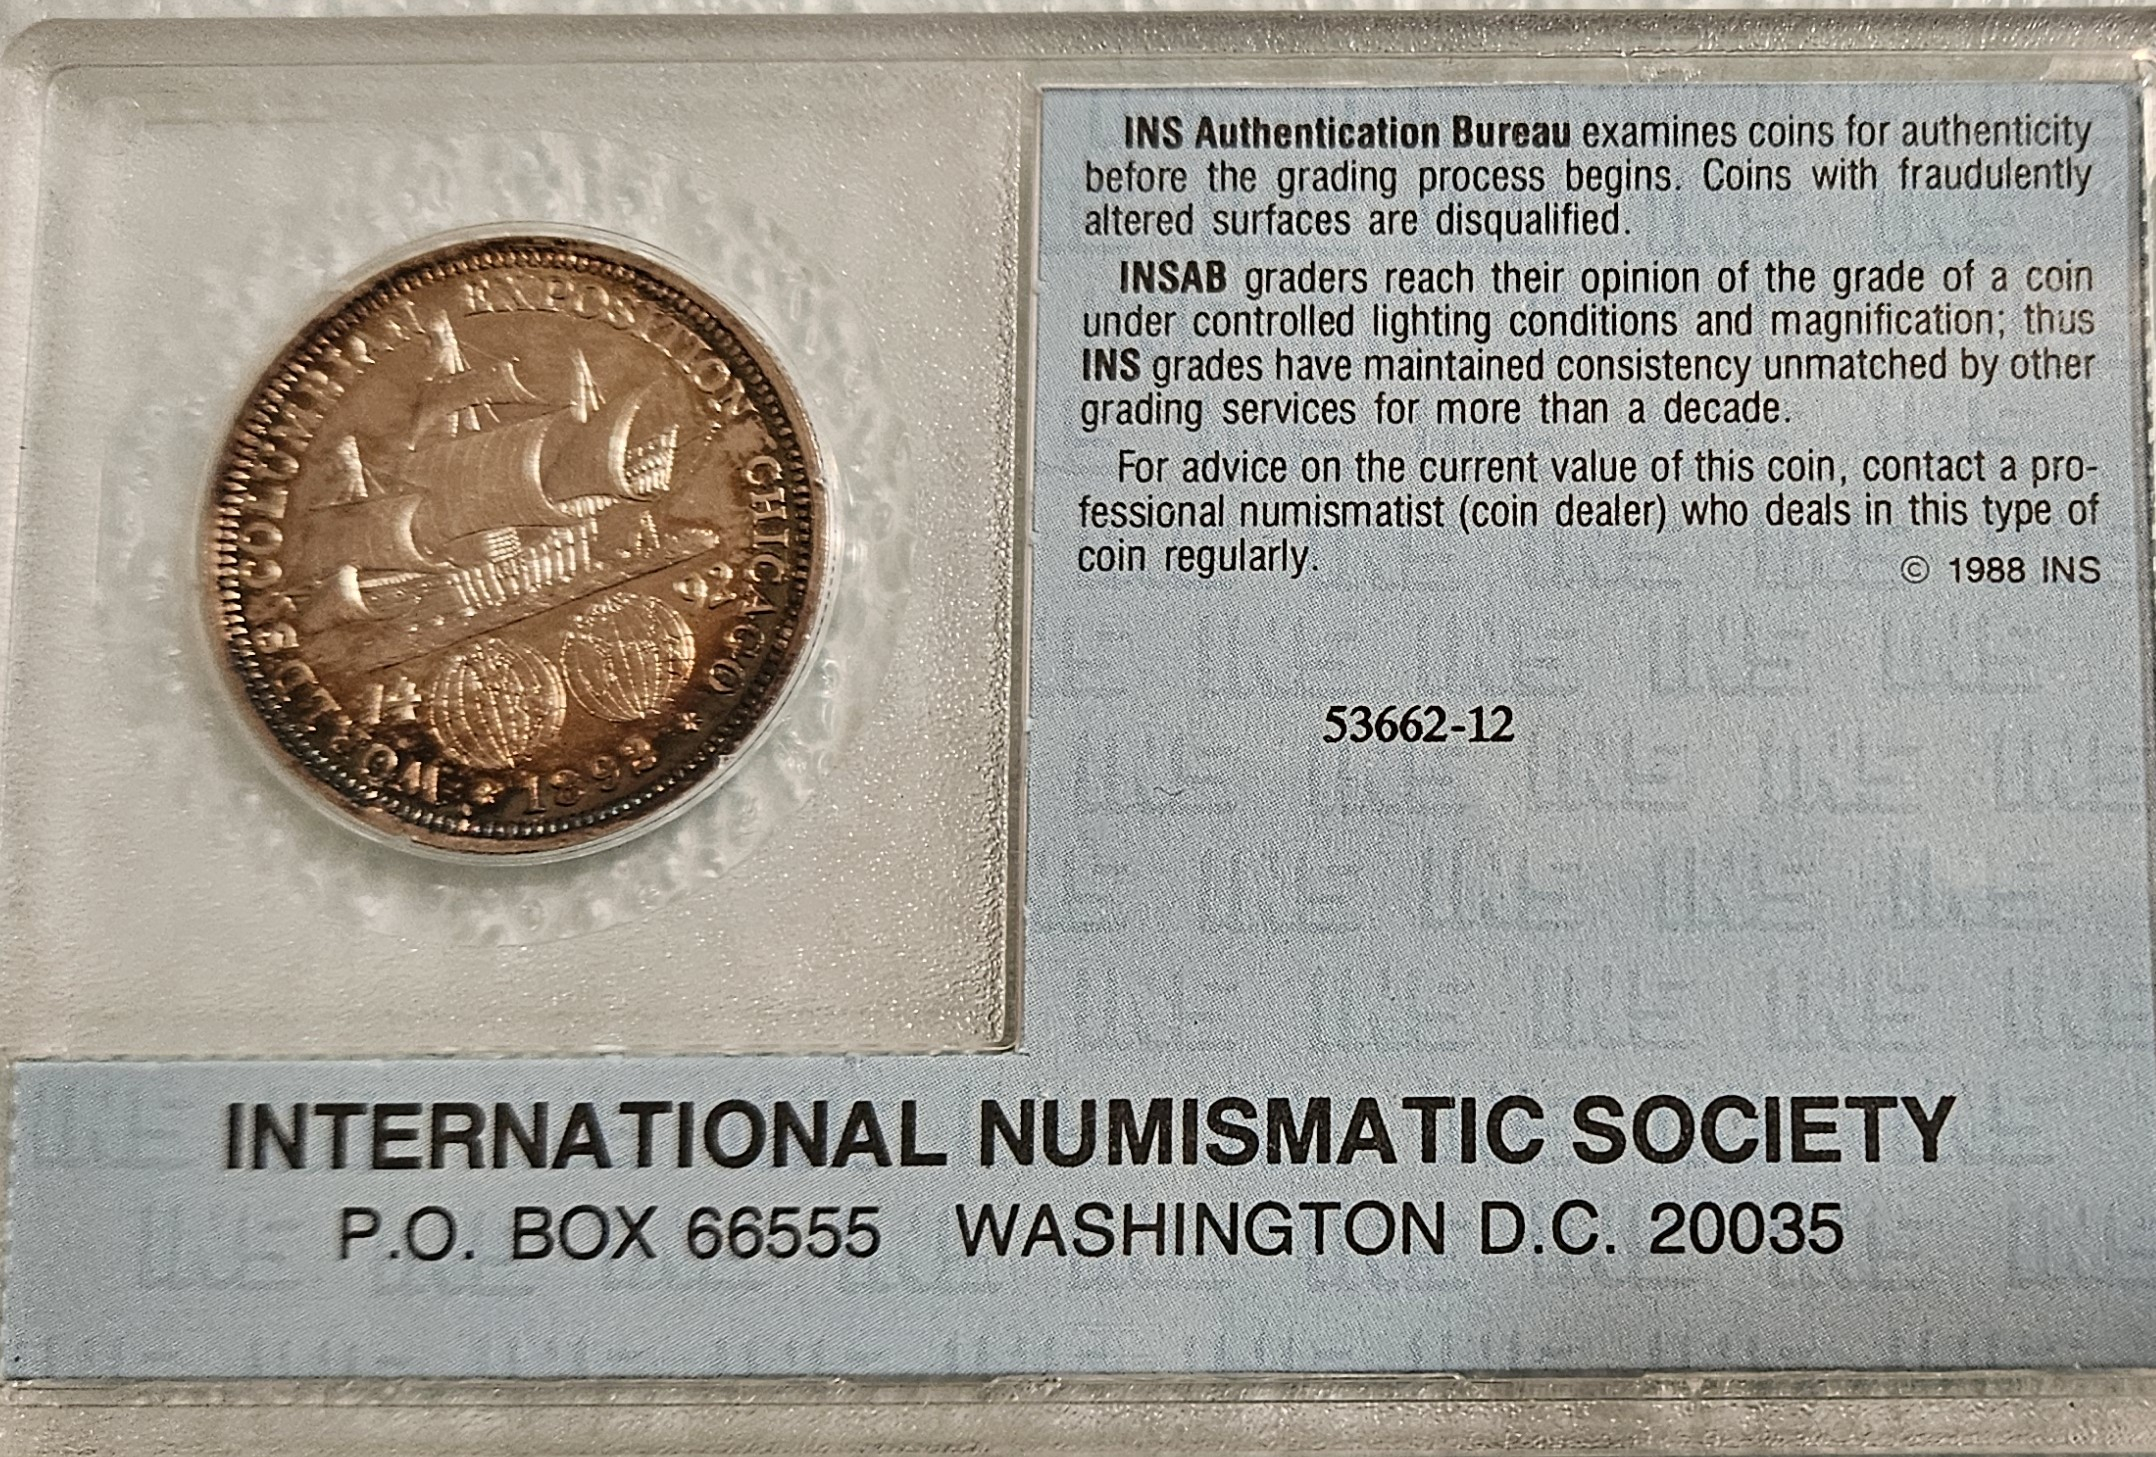 WORLD'S COLUMBIAN EXPOSITION CHICAGO
14 92
* 1893 *
INS Authentication Bureau examines coins for authenticity
before the grading process begins. Coins with fraudulently
altered surfaces are disqualified.
INSAB graders reach their opinion of the grade of a coin
under controlled lighting conditions and magnification; thus
INS grades have maintained consistency unmatched by other
grading services for more than a decade.
For advice on the current value of this coin, contact a pro-
fessional numismatist (coin dealer) who deals in this type of
coin regularly.
© 1988 INS
53662-12
INTERNATIONAL NUMISMATIC SOCIETY
P.O. BOX 66555 WASHINGTON D.C. 20035